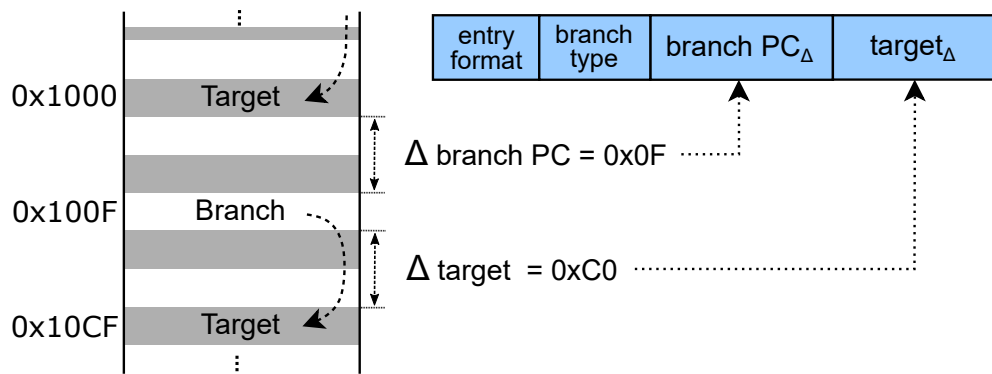 entry format
branch type
branch PCΔ
targetΔ
0x1000
Target
Δ branch PC = 0x0F
0x100F
Branch
Δ target = 0xC0
0x10CF
Target